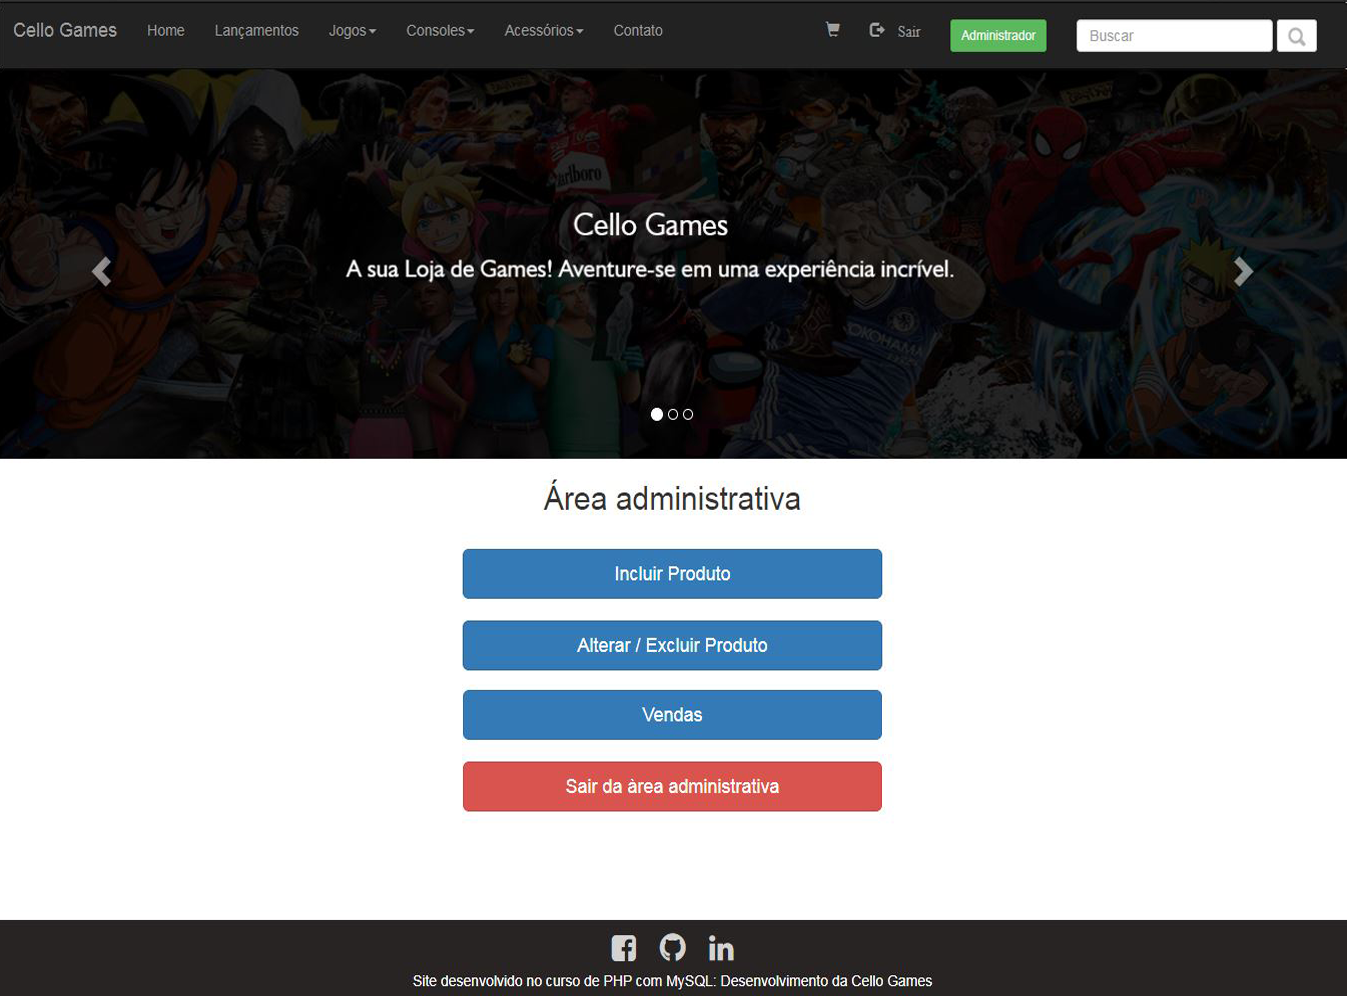 Cello Games Home Lançamentos Jogos Consoles Acessórios Contato Sair Administrador Buscar
Marlboro
Cello Games
A sua Loja de Games! Aventure-se em uma experiência incrível.
YOKOHAMA
Área administrativa
Incluir Produto
Alterar / Excluir Produto
Vendas
Sair da àrea administrativa
Site desenvolvido no curso de PHP com MySQL: Desenvolvimento da Cello Games